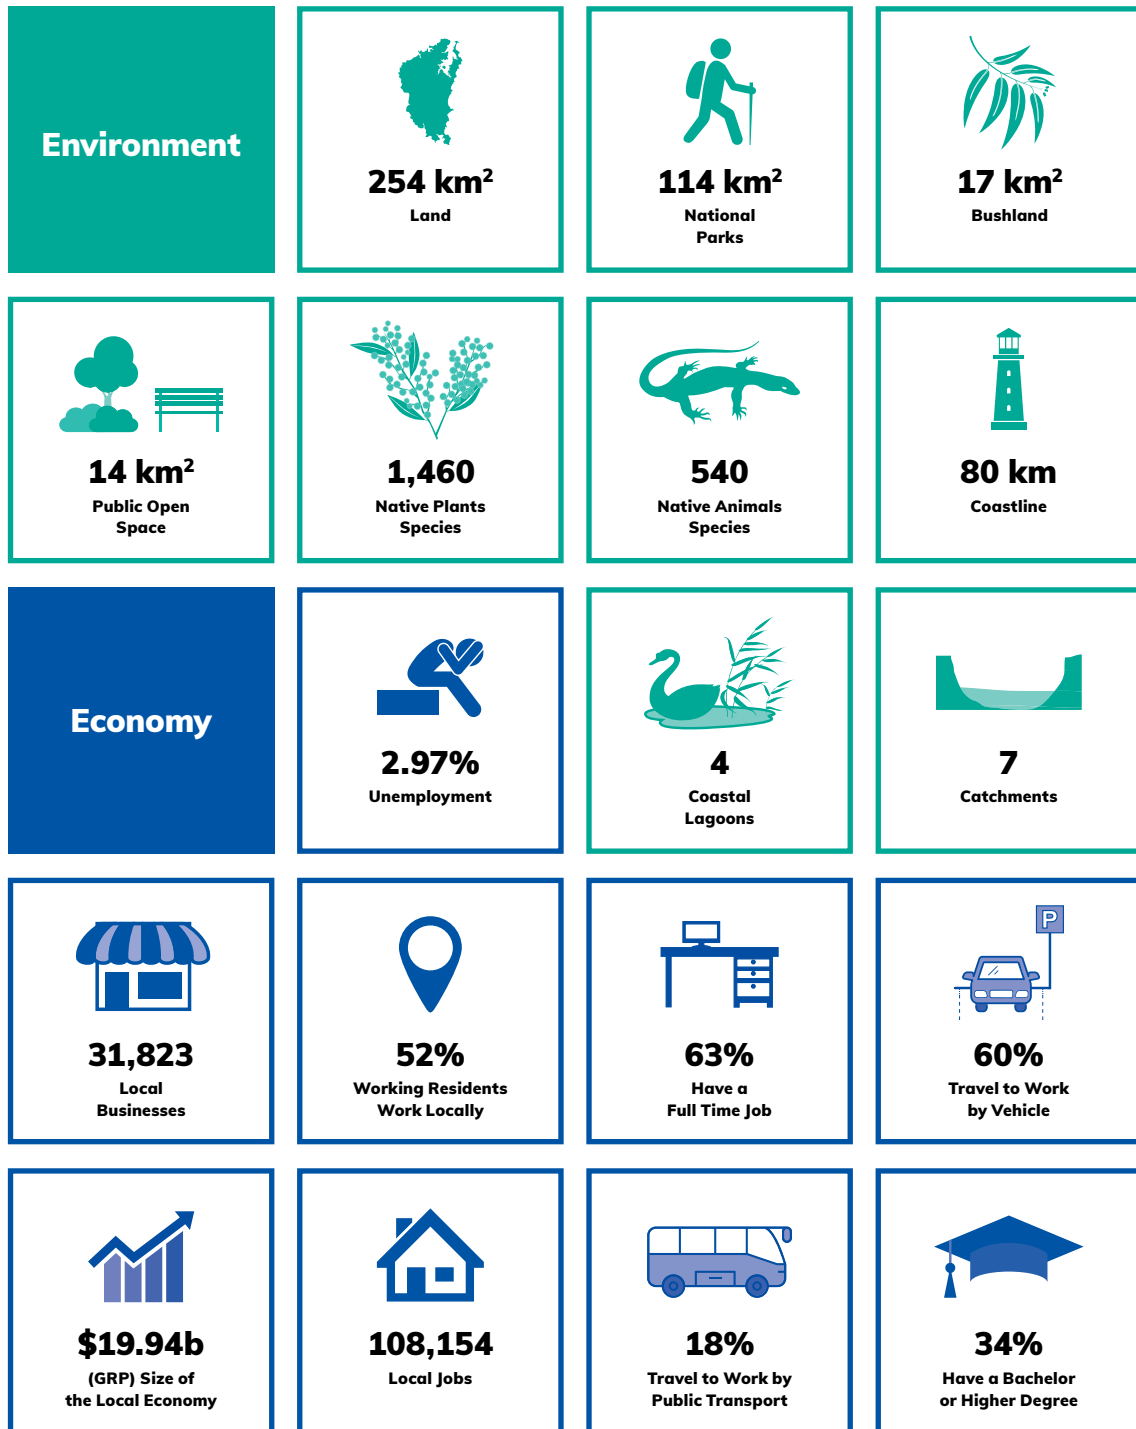 Environment
254 km²
Land
114 km²
National
Parks
17 km²
Bushland
14 km²
Public Open
Space
1,460
Native Plants
Species
540
Native Animals
Species
80 km
Coastline
Economy
2.97%
Unemployment
4
Coastal
Lagoons
7
Catchments
31,823
Local
Businesses
52%
Working Residents
Work Locally
63%
Have a
Full Time Job
P
60%
Travel to Work
by Vehicle
$19.94b
(GRP) Size of
the Local Economy
108,154
Local Jobs
18%
Travel to Work by
Public Transport
34%
Have a Bachelor
or Higher Degree